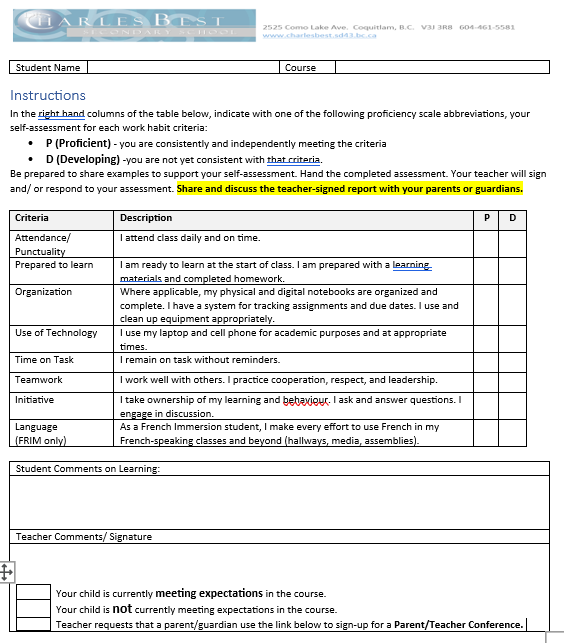 CHARLES BEST
SECONDARY SCHOOL
2525 Como Lake Ave. Coquitlam, B.C. V3J 3R8 604-461-5581
www.charlesbest.sd43.bc.ca
Student Name Course
Instructions
In the right hand columns of the table below, indicate with one of the following proficiency scale abbreviations, your
self-assessment for each work habit criteria:
• P (Proficient) - you are consistently and independently meeting the criteria
• D (Developing) -you are not yet consistent with that criteria.
Be prepared to share examples to support your self-assessment. Hand the completed assessment. Your teacher will sign
and/ or respond to your assessment. Share and discuss the teacher-signed report with your parents or guardians.
Criteria Description P D
Attendance/ I attend class daily and on time.
Punctuality
Prepared to learn I am ready to learn at the start of class. I am prepared with a learning
materials and completed homework.
Organization Where applicable, my physical and digital notebooks are organized and
complete. I have a system for tracking assignments and due dates. I use and
clean up equipment appropriately.
Use of Technology I use my laptop and cell phone for academic purposes and at appropriate
times.
Time on Task I remain on task without reminders.
Teamwork I work well with others. I practice cooperation, respect, and leadership.
Initiative I take ownership of my learning and behaviour. I ask and answer questions. I
engage in discussion.
Language As a French Immersion student, I make every effort to use French in my
(FRIM only) French-speaking classes and beyond (hallways, media, assemblies).
Student Comments on Learning:
Teacher Comments/ Signature
Your child is currently meeting expectations in the course.
Your child is not currently meeting expectations in the course.
Teacher requests that a parent/guardian use the link below to sign-up for a Parent/Teacher Conference.